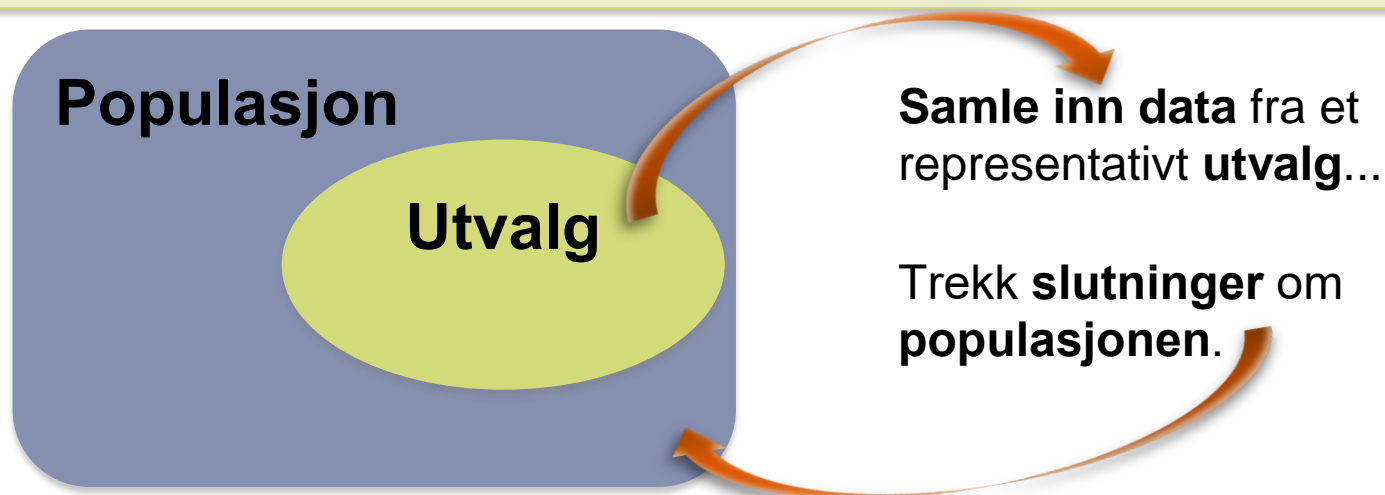 Populasjon
Utvalg
Samle inn data fra et
representativt utvalg...
Trekk slutninger om
populasjonen.